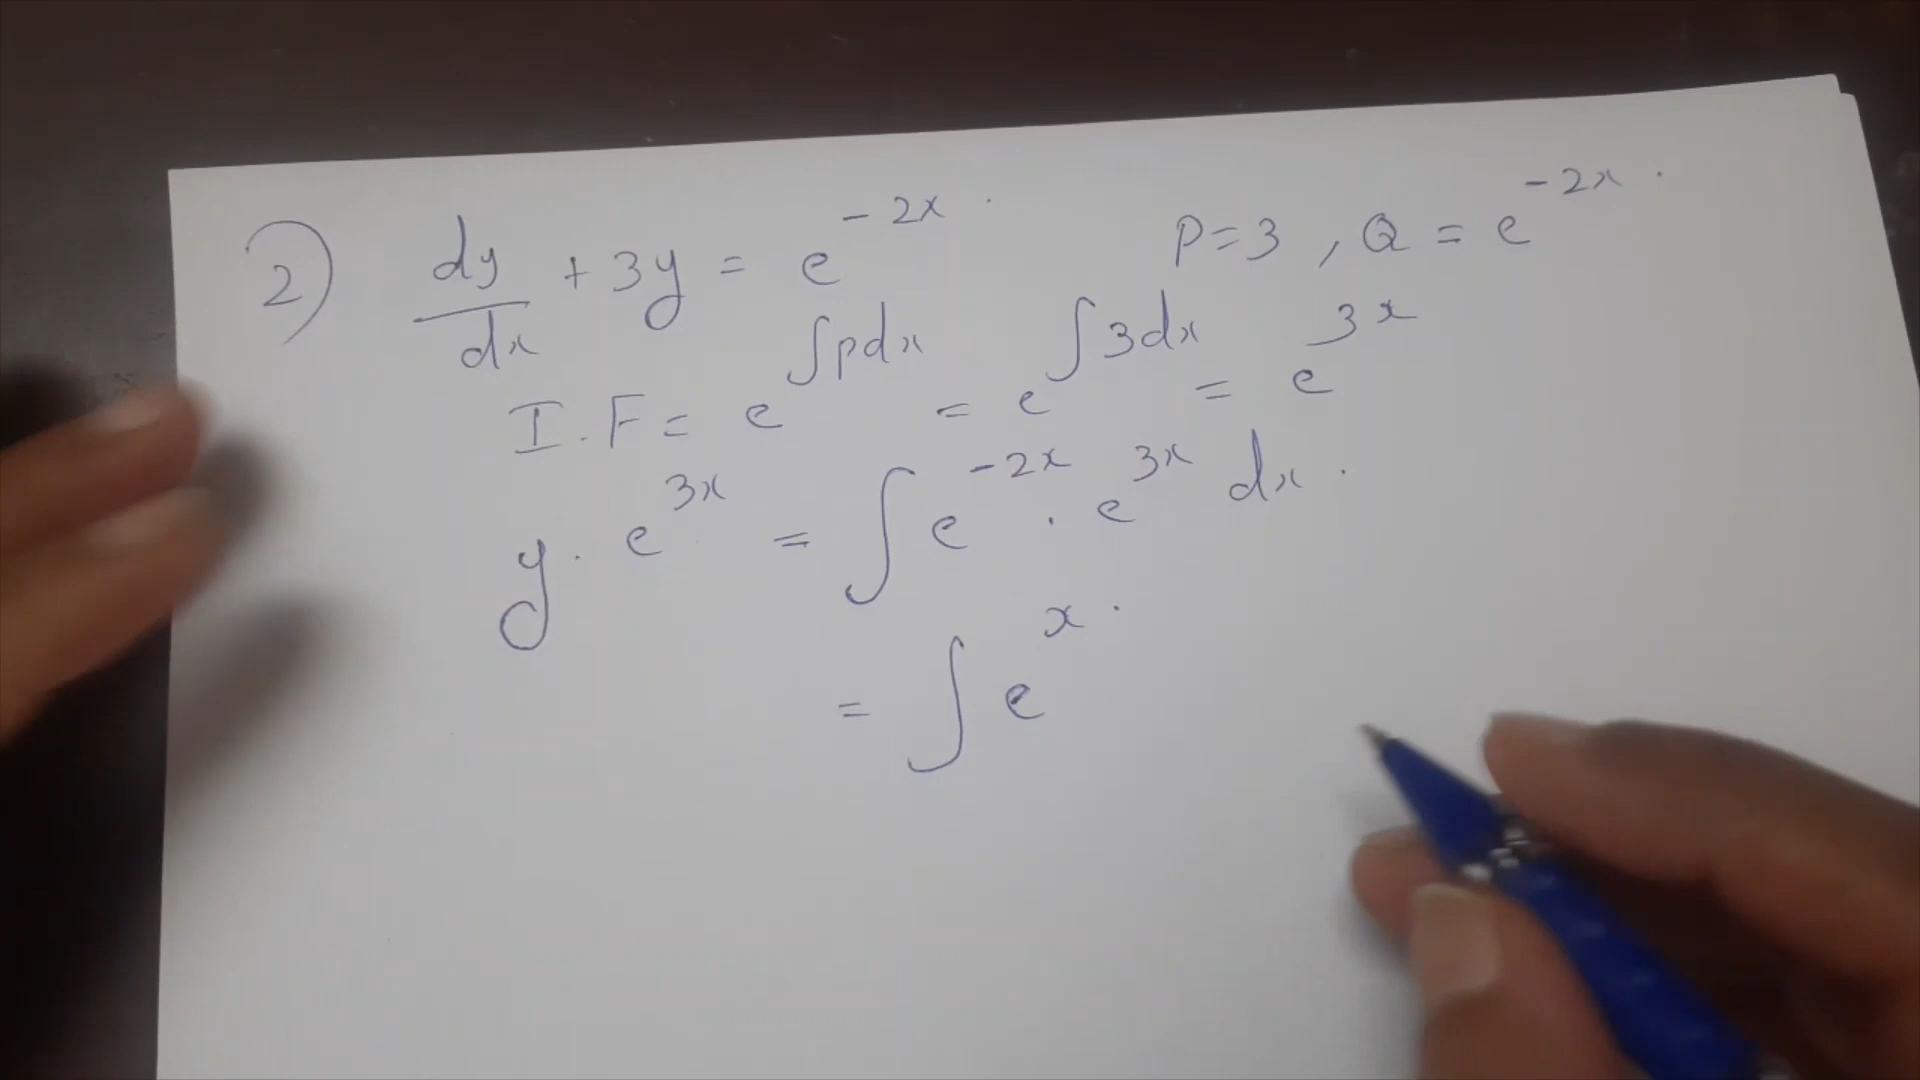 2) dy/dx + 3y = e^{-2x} . P=3 , Q = e^{-2x} .
I.F = e^{∫pdx} = e^{∫3dx} = e^{3x}
y . e^{3x} = ∫ e^{-2x} . e^{3x} dx .
= ∫ e^{x} .